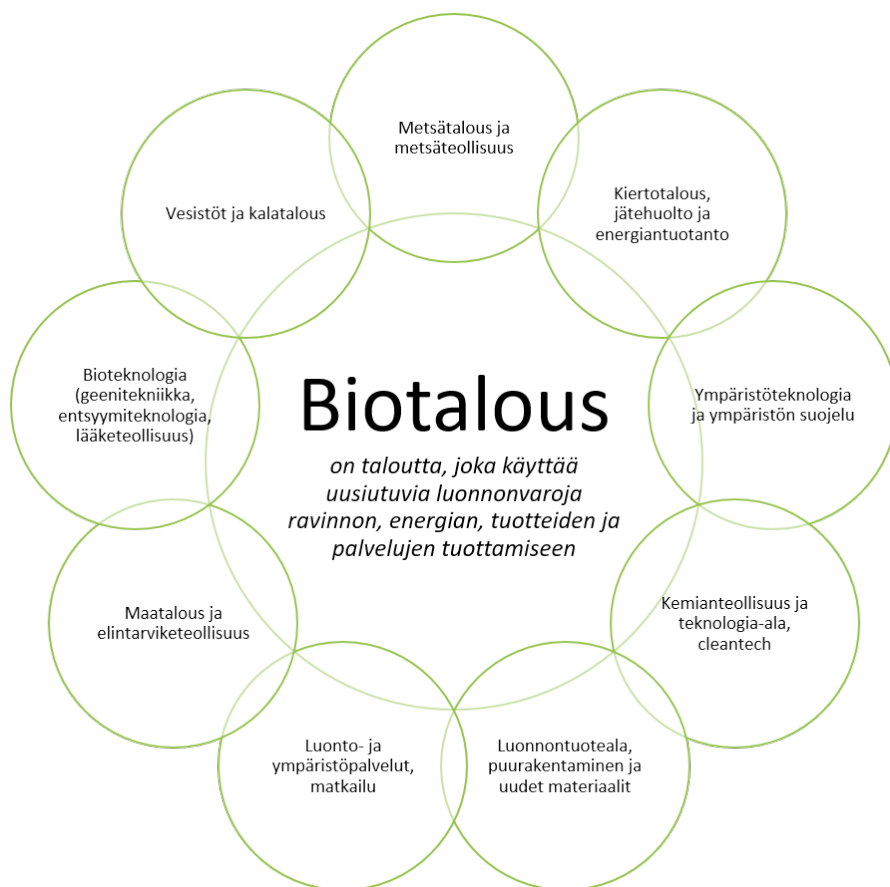 Metsätalous ja
metsäteollisuus
Kiertotalous,
jätehuolto ja
energiantuotanto
Ympäristöteknologia
ja ympäristön suojelu
Kemianteollisuus ja
teknologia-ala,
cleantech
Luonnontuoteala,
puurakentaminen ja
uudet materiaalit
Luonto- ja
ympäristöpalvelut,
matkailu
Maatalous ja
elintarviketeollisuus
Bioteknologia
(geenitekniikka,
entsyymiteknologia,
lääketeollisuus)
Vesistöt ja kalatalous
Biotalous
on taloutta, joka käyttää
uusiutuvia luonnonvaroja
ravinnon, energian, tuotteiden ja
palvelujen tuottamiseen